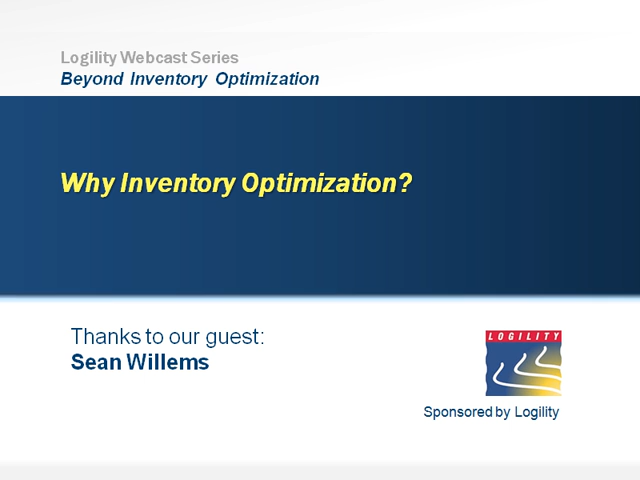 Logility Webcast Series
Beyond Inventory Optimization
Why Inventory Optimization?
Thanks to our guest:
Sean Willems
LOGILITY
Sponsored by Logility